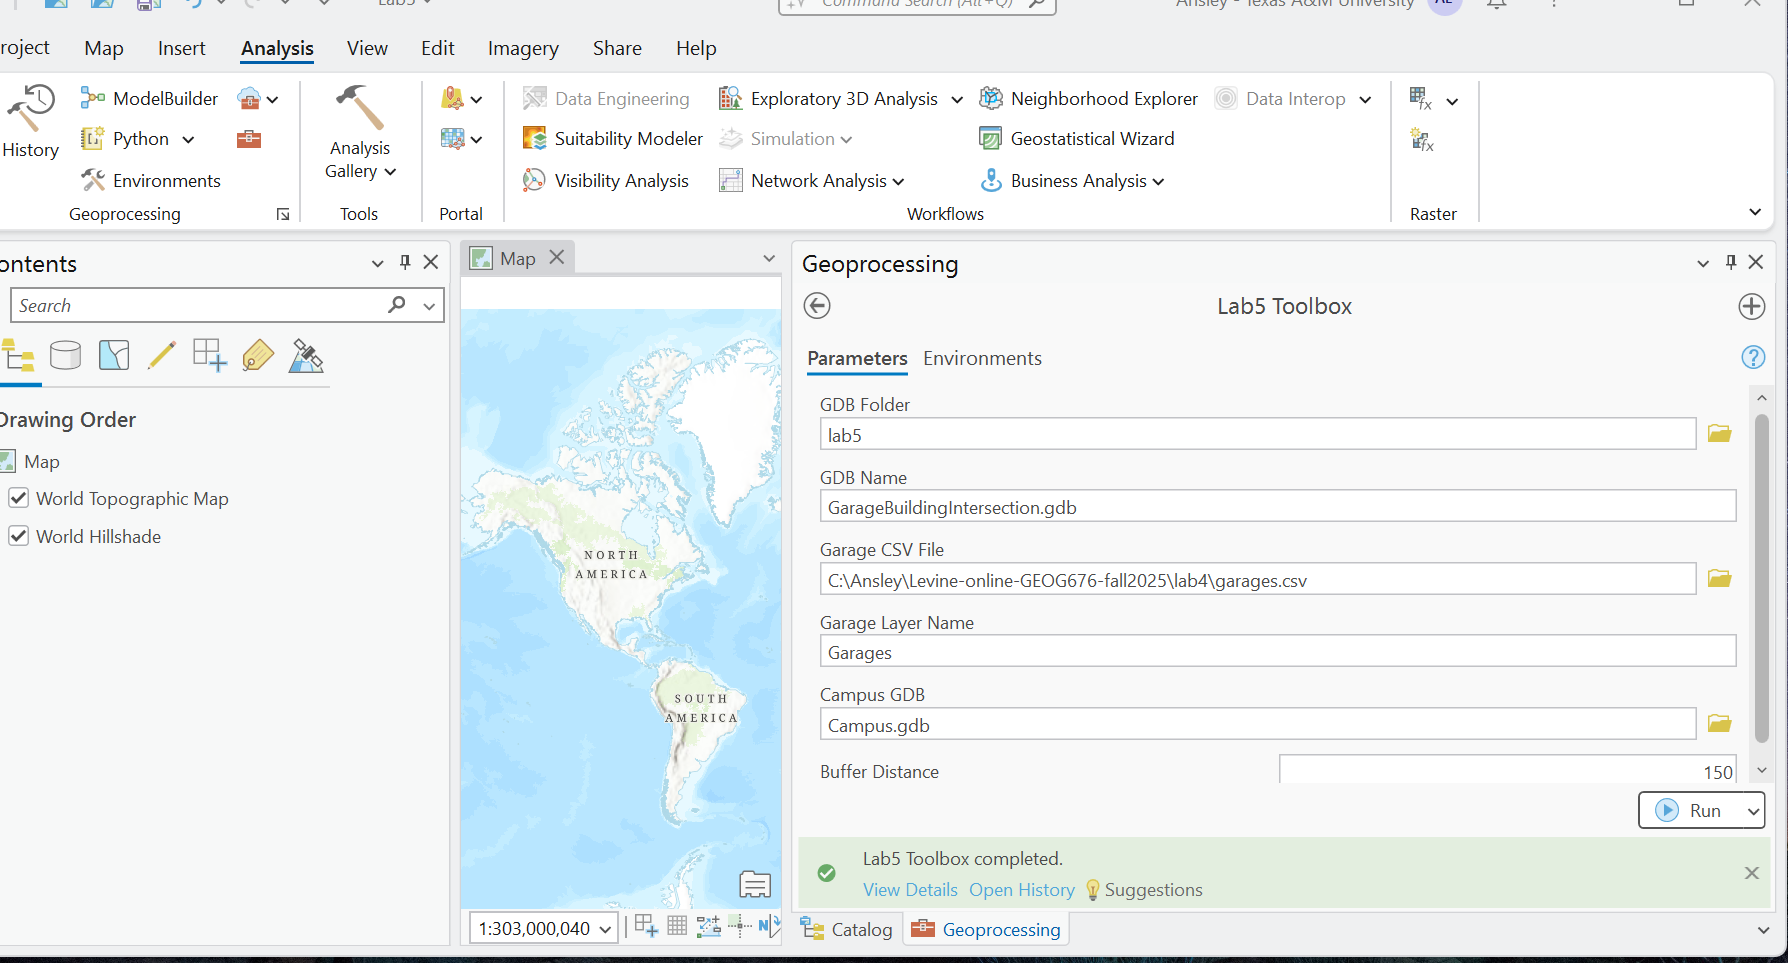 Lab5
Command Search (Alt+Q)
Ansley - Texas A&M University
AL
roject Map Insert Analysis View Edit Imagery Share Help
History
ModelBuilder
Python
Environments
Geoprocessing
Analysis
Gallery
Tools
Portal
Data Engineering
Exploratory 3D Analysis
Neighborhood Explorer
Data Interop
Suitability Modeler
Simulation
Geostatistical Wizard
Visibility Analysis
Network Analysis
Business Analysis
Workflows
Raster
ontents
Search
Drawing Order
Map
World Topographic Map
World Hillshade
Map
NORTH
AMERICA
SOUTH
AMERICA
1:303,000,040
Geoprocessing
Lab5 Toolbox
Parameters Environments
GDB Folder
lab5
GDB Name
GarageBuildingIntersection.gdb
Garage CSV File
C:\Ansley\Levine-online-GEOG676-fall2025\lab4\garages.csv
Garage Layer Name
Garages
Campus GDB
Campus.gdb
Buffer Distance 150
Run
Lab5 Toolbox completed.
View Details Open History Suggestions
Catalog Geoprocessing